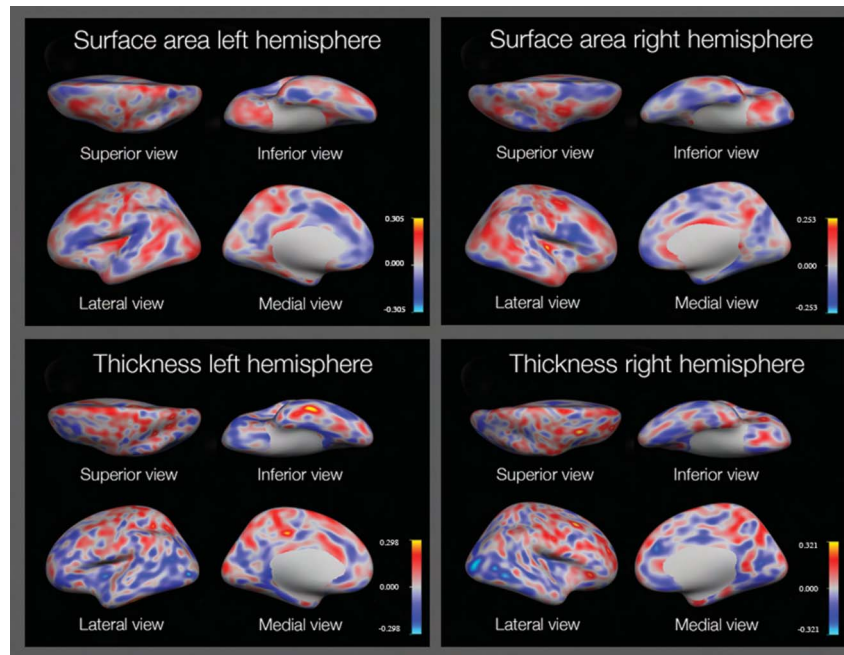 Surface area left hemisphere
Superior view
Inferior view
0.305
0.000
-0.305
Lateral view
Medial view
Surface area right hemisphere
Superior view
Inferior view
0.253
0.000
-0.253
Lateral view
Medial view
Thickness left hemisphere
Superior view
Inferior view
0.298
0.000
-0.298
Lateral view
Medial view
Thickness right hemisphere
Superior view
Inferior view
0.321
0.000
-0.321
Lateral view
Medial view